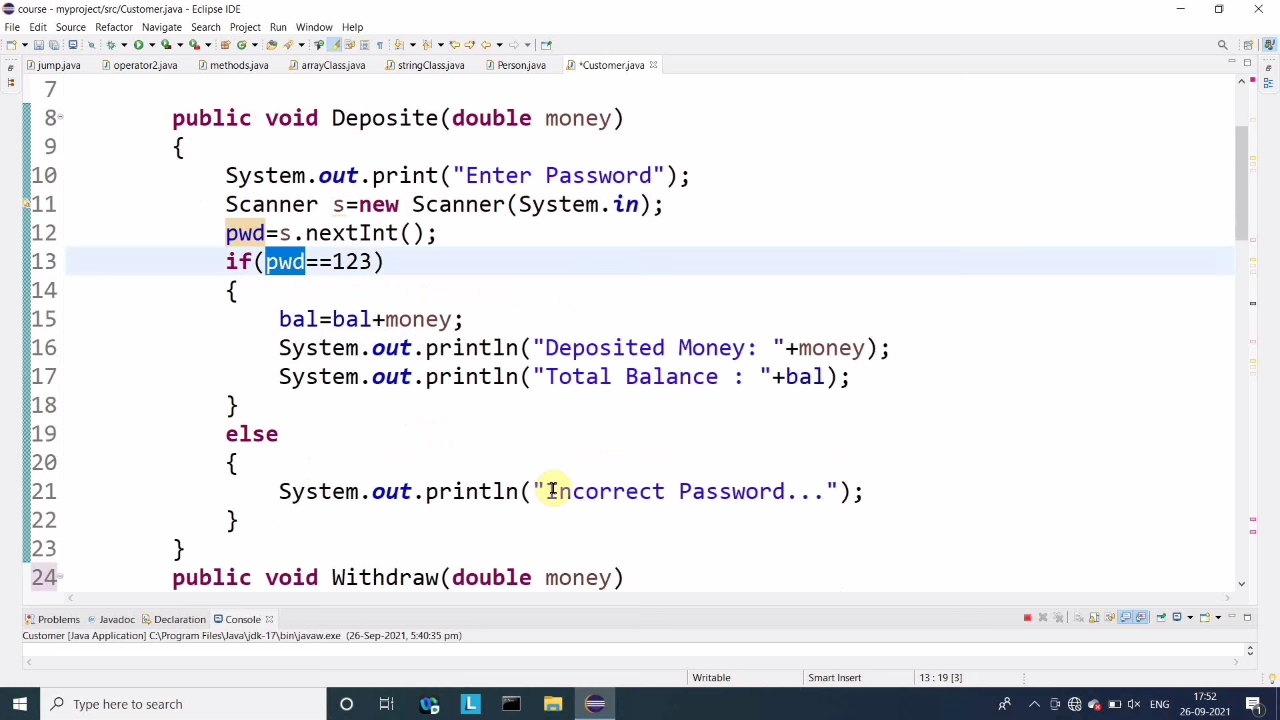 course - myproject/src/Customer.java - Eclipse IDE
File Edit Source Refactor Navigate Search Project Run Window Help
jump.java operator2.java methods.java arrayClass.java stringClass.java Person.java *Customer.java
7
8 public void Deposite(double money)
9 {
10 System.out.print("Enter Password");
11 Scanner s=new Scanner(System.in);
12 pwd=s.nextInt();
13 if(pwd==123)
14 {
15 bal=bal+money;
16 System.out.println("Deposited Money: "+money);
17 System.out.println("Total Balance : "+bal);
18 }
19 else
20 {
21 System.out.println("Incorrect Password...");
22 }
23 }
24 public void Withdraw(double money)
Problems Javadoc Declaration Console
Customer [Java Application] C:\Program Files\Java\jdk-17\bin\javaw.exe (26-Sep-2021, 5:40:35 pm)
Writable Smart Insert 13 : 19 [3]
Type here to search L ENG 17:52
26-09-2021 1